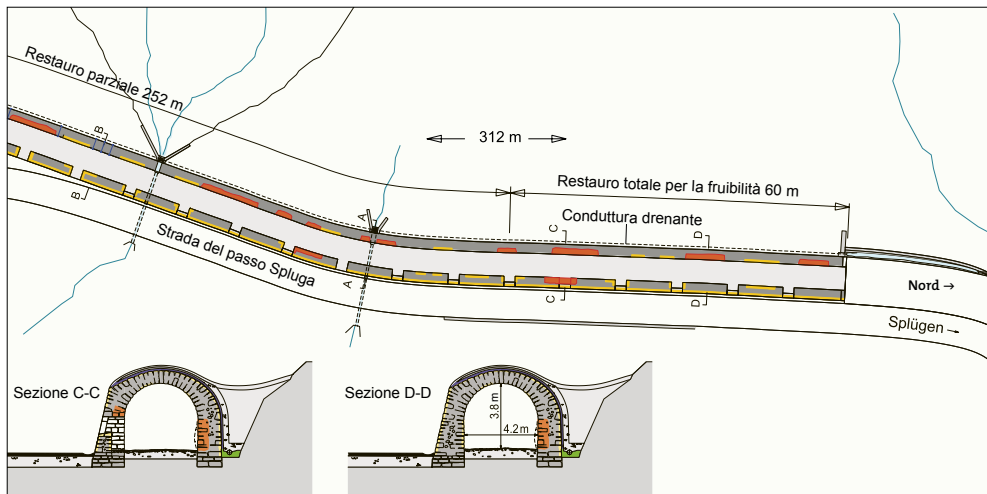 Restauro parziale 252 m
312 m
Restauro totale per la fruibilità 60 m
Conduttura drenante
B
B
A
A
C
C
D
D
Strada del passo Spluga
Nord →
Splügen →
Sezione C-C
Sezione D-D
3.8 m
4.2 m